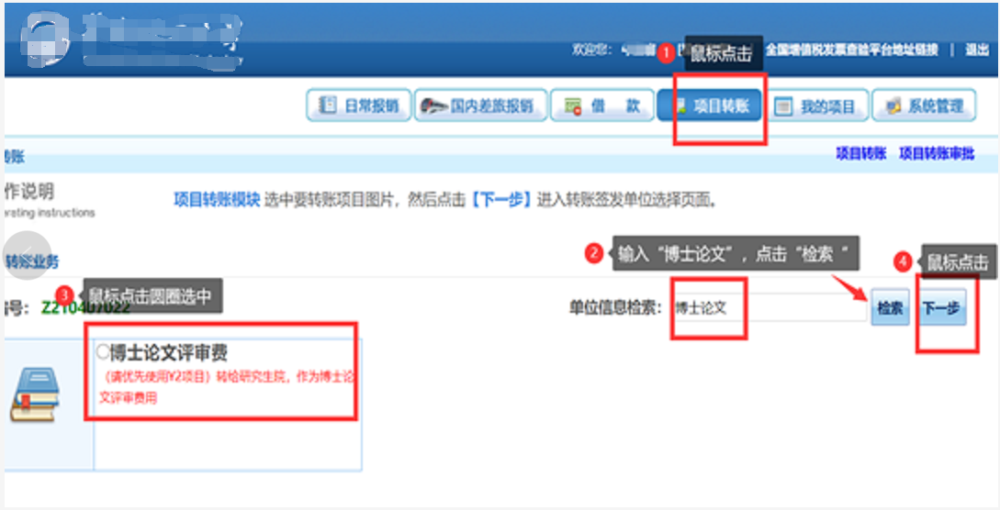 欢迎您:
1 鼠标点击
全国增值税发票查验平台地址链接 | 退出
日常报销 国内差旅报销 借 款 项目转账 我的项目 系统管理
转账
项目转账 项目转账审批
作说明
rating instructions
项目转账模块 选中要转账项目图片，然后点击【下一步】进入转账签发单位选择页面。
转账业务
2 输入“博士论文”，点击“检索 “
4 鼠标点击
3 鼠标点击圆圈选中
编号: Z210407022
单位信息检索: 博士论文 检索 下一步
博士论文评审费
（请优先使用Y2项目）转给研究生院，作为博士论
文评审费用